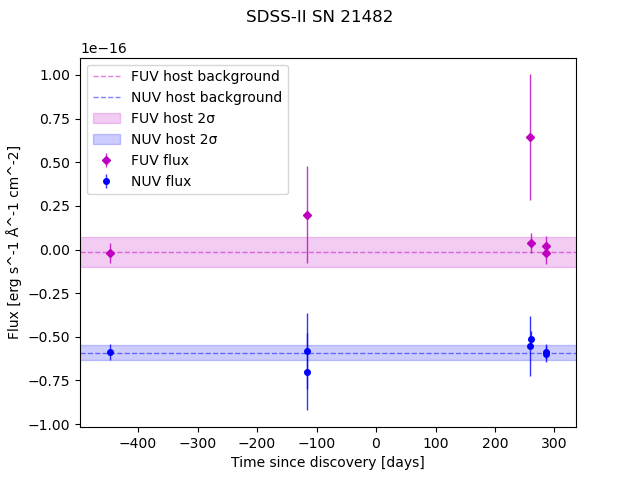 SDSS-II SN 21482
1e−16
FUV host background
NUV host background
FUV host 2σ
NUV host 2σ
FUV flux
NUV flux
1.00
0.75
0.50
0.25
0.00
−0.25
−0.50
−0.75
−1.00
Flux [erg s^-1 Å^-1 cm^-2]
−400
−300
−200
−100
0
100
200
300
Time since discovery [days]